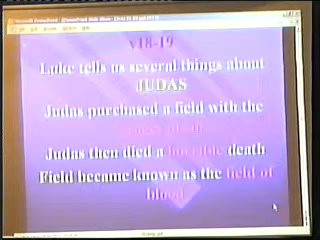 v18-19
Luke tells us several things about
JUDAS
Judas purchased a field with the
Judas then died a horrible death
Field became known as the field of
blood